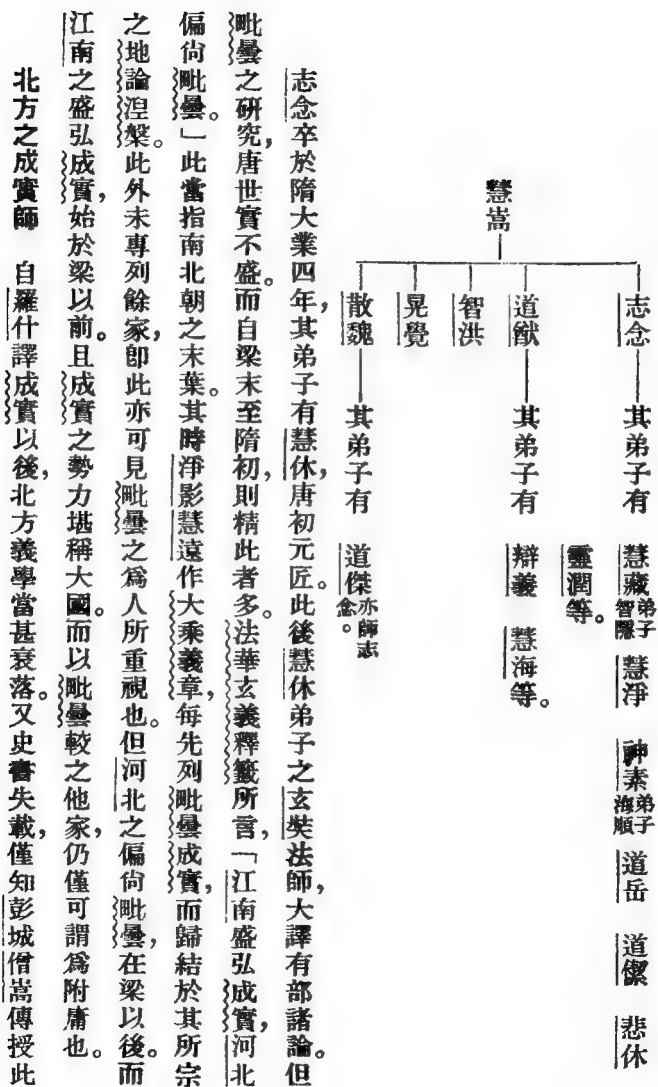 慧嵩
志念 其弟子有 慧藏 弟子智隱 慧淨 神素 弟子海順 道岳 道傑 悲休
靈潤等。
道猷 其弟子有 辯義 慧海等。
智洪
晃覺
散魏 其弟子有 道傑 亦師志念。
志念卒於隋大業四年,其弟子有慧休,唐初元匠。此後慧休弟子之玄奘法師,大譯有部諸論。但
毗曇之研究,唐世實不盛。而自梁末至隋初,則精此者多。法華玄義釋籤所言,「江南盛弘成實,河北
偏尙毗曇。」此當指南北朝之末葉。其時淨影慧遠作大乘義章,每先列毗曇成實,而歸結於其所宗
之地論湼槃。此外未專列餘家,卽此亦可見毗曇之爲人所重視也。但河北之偏尙毗曇,在梁以後。而
江南之盛弘成實,始於梁以前。且成實之勢力堪稱大國。而以毗曇較之他家,仍僅可謂爲附庸也。
北方之成實師 自羅什譯成實以後,北方義學當甚衰落。又史書失載,僅知彭城僧嵩傳授此